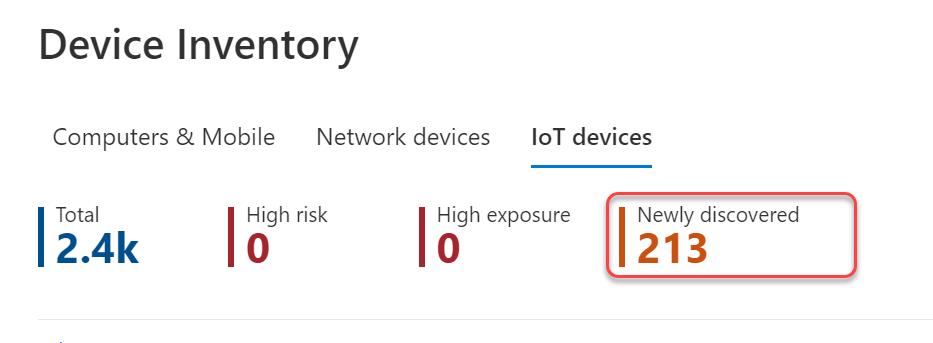 Device Inventory
Computers & Mobile Network devices IoT devices
Total High risk High exposure Newly discovered
2.4k 0 0 213